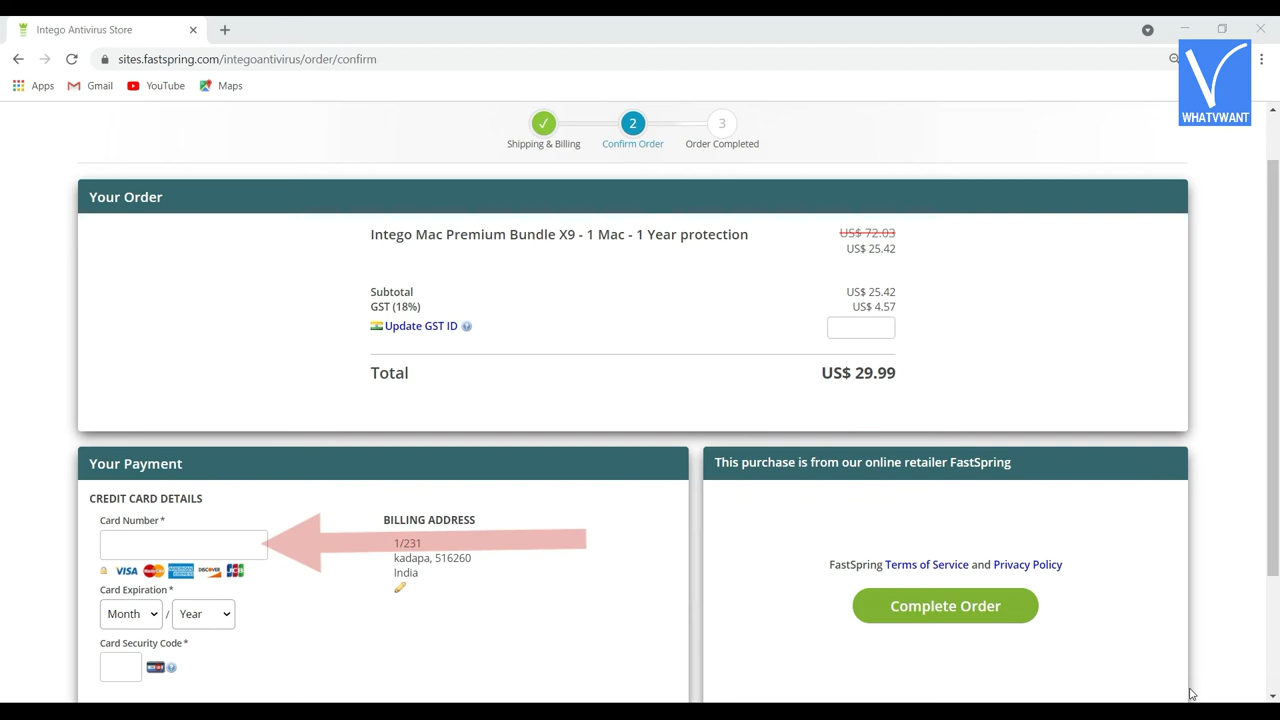 Intego Antivirus Store
sites.fastspring.com/integoantivirus/order/confirm
Apps Gmail YouTube Maps
WHATVWANT
✓ 2 3
Shipping & Billing Confirm Order Order Completed
Your Order
Intego Mac Premium Bundle X9 - 1 Mac - 1 Year protection US$ 72.03
US$ 25.42
Subtotal US$ 25.42
GST (18%) US$ 4.57
Update GST ID
Total US$ 29.99
Your Payment
CREDIT CARD DETAILS
Card Number*
VISA MasterCard DISCOVER JCB
Card Expiration*
Month / Year
Card Security Code*
BILLING ADDRESS
1/231
kadapa, 516260
India
This purchase is from our online retailer FastSpring
FastSpring Terms of Service and Privacy Policy
Complete Order